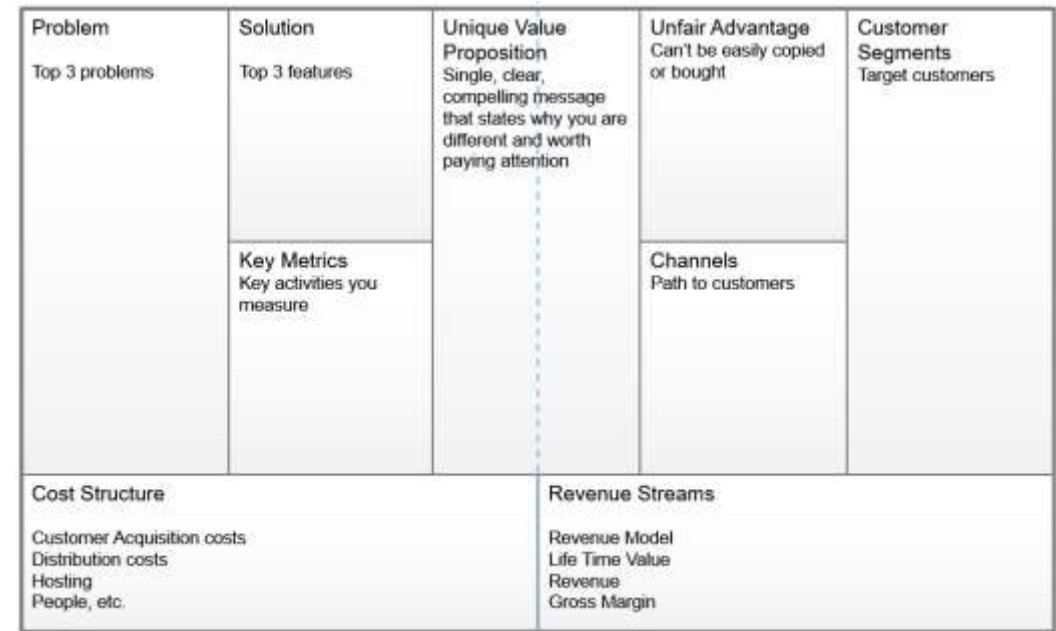 Problem
Top 3 problems
Solution
Top 3 features
Key Metrics
Key activities you
measure
Unique Value
Proposition
Single, clear,
compelling message
that states why you are
different and worth
paying attention
Unfair Advantage
Can't be easily copied
or bought
Channels
Path to customers
Customer
Segments
Target customers
Cost Structure
Customer Acquisition costs
Distribution costs
Hosting
People, etc.
Revenue Streams
Revenue Model
Life Time Value
Revenue
Gross Margin